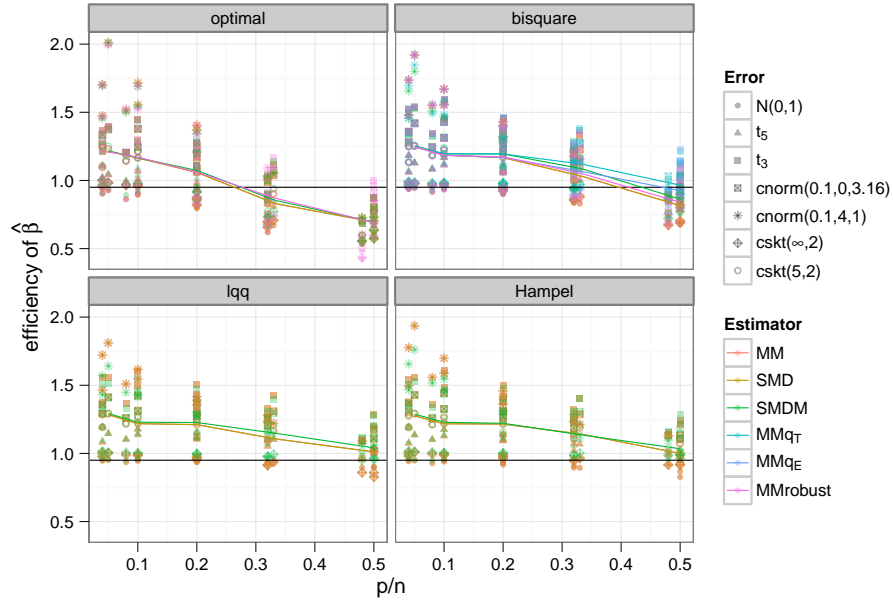 optimal
bisquare
2.0
1.5
1.0
0.5
lqq
Hampel
2.0
1.5
1.0
0.5
0.1
0.2
0.3
0.4
0.5
0.1
0.2
0.3
0.4
0.5
p/n
efficiency of β̂
Error
N(0,1)
t₅
t₃
cnorm(0.1,0,3.16)
cnorm(0.1,4,1)
cskt(∞,2)
cskt(5,2)
Estimator
MM
SMD
SMDM
MMqT
MMqE
MMrobust